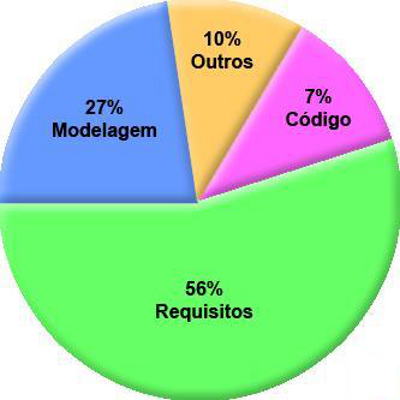 10%
Outros
7%
Código
27%
Modelagem
56%
Requisitos